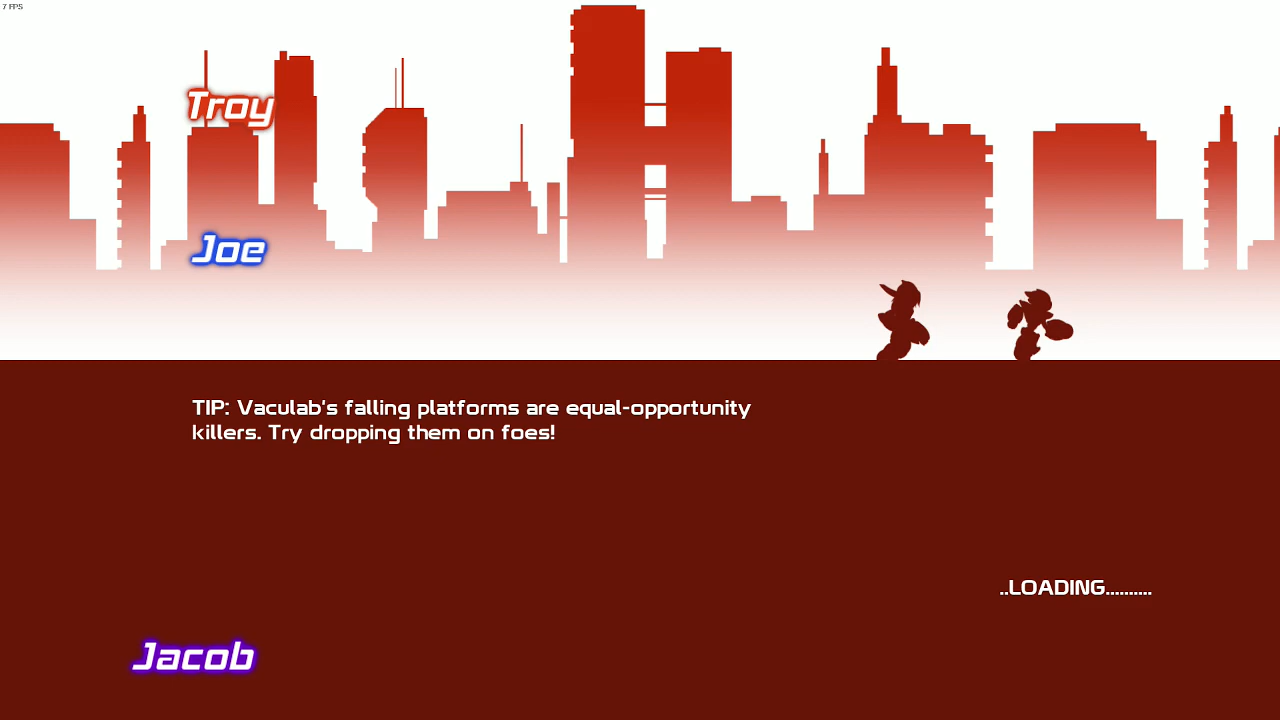 7 FPS
Troy
Joe
TIP: Vaculab's falling platforms are equal-opportunity
killers. Try dropping them on foes!
..LOADING..........
Jacob